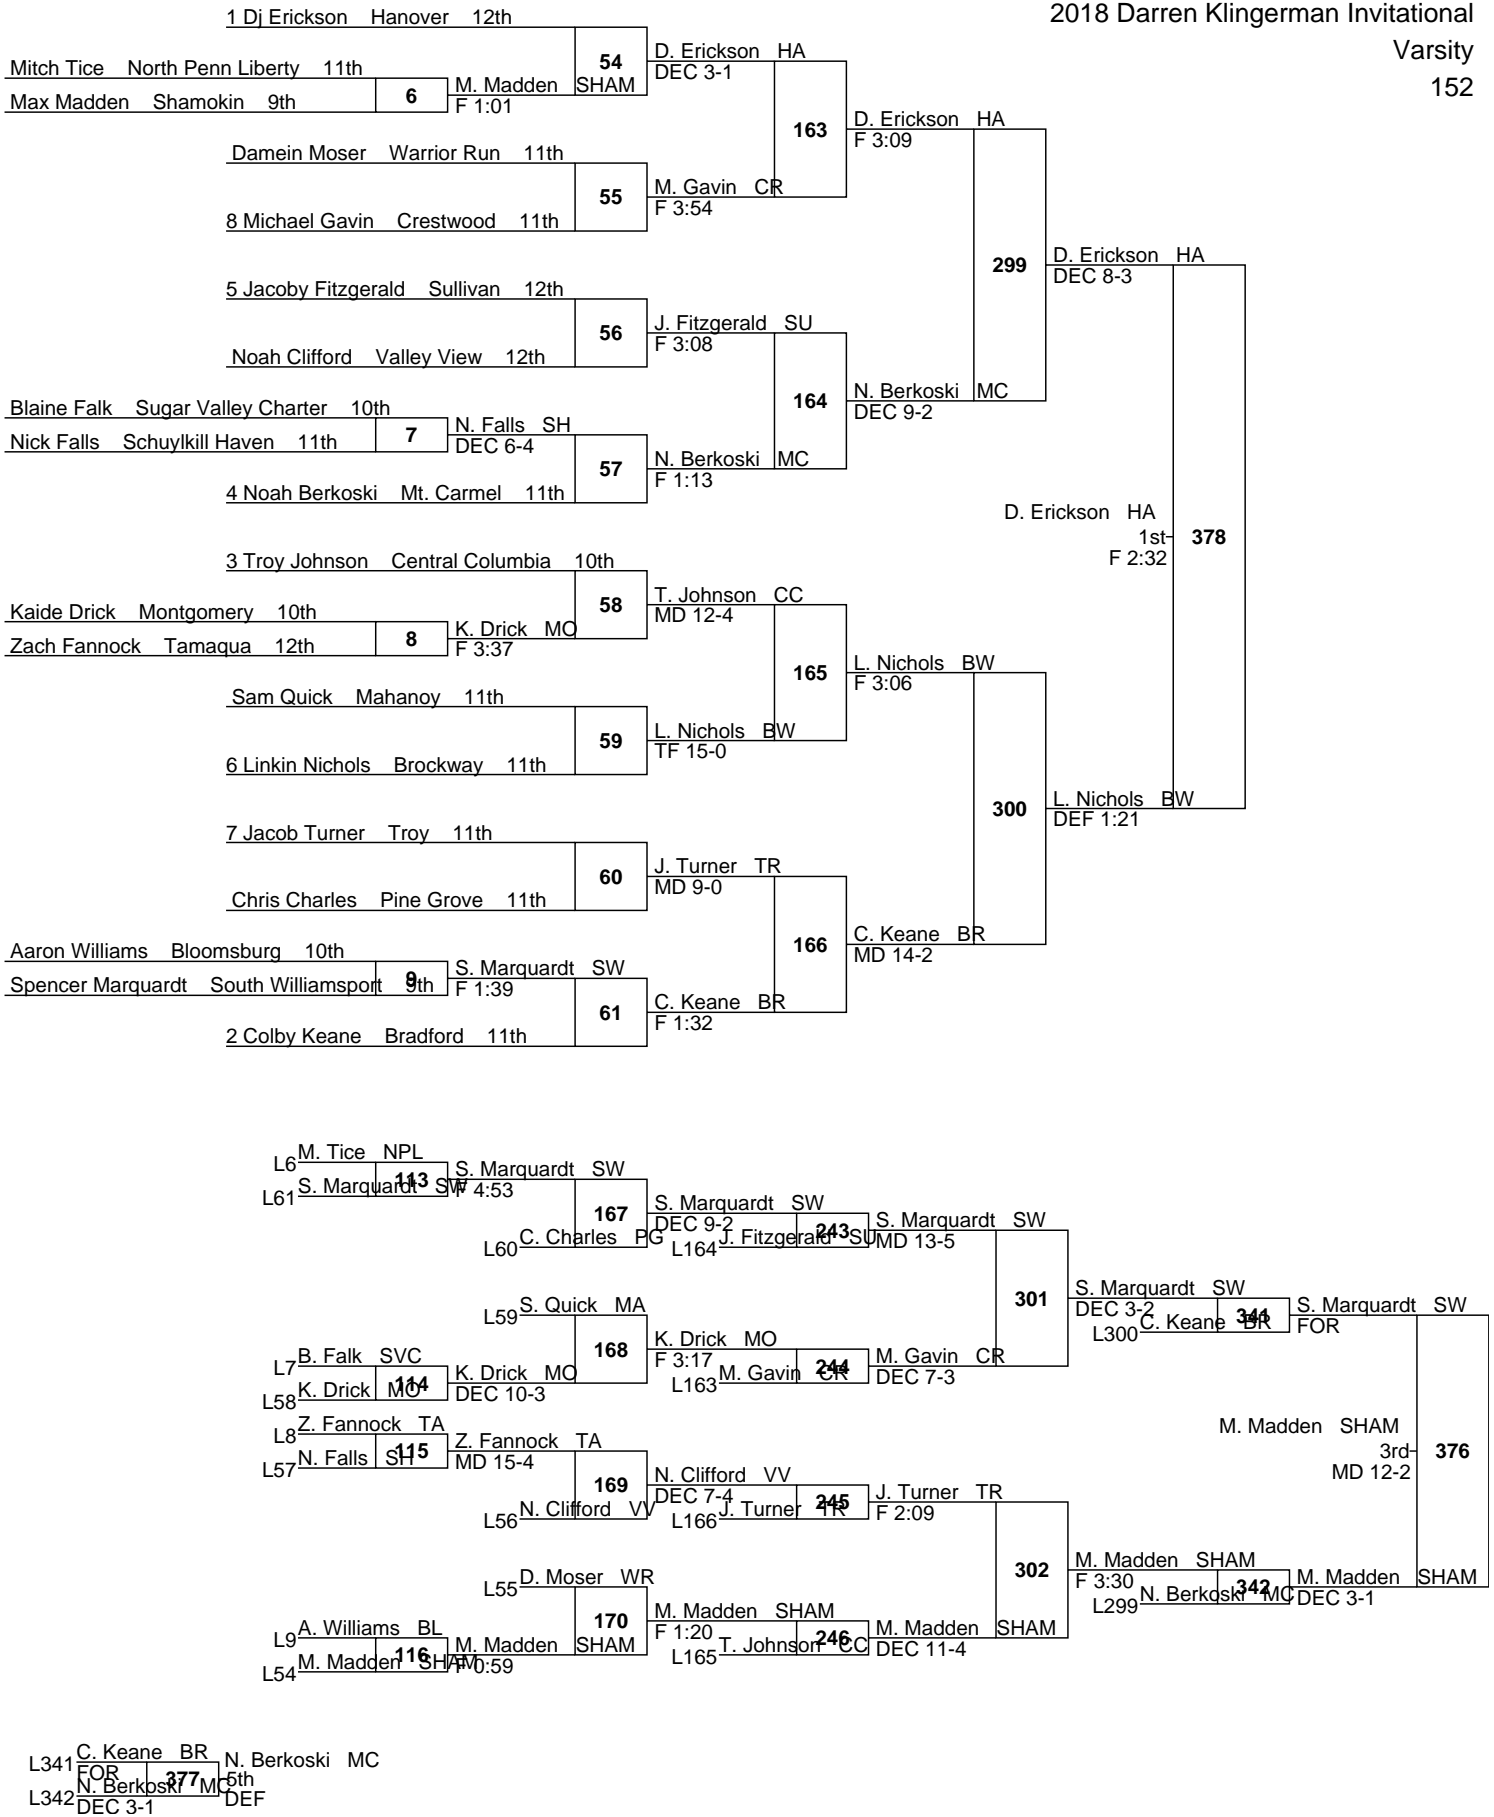 2018 Darren Klingerman Invitational
Varsity
152
1 Dj Erickson Hanover 12th
54
D. Erickson HA
DEC 3-1
Mitch Tice North Penn Liberty 11th
6
M. Madden SHAM
F 1:01
Max Madden Shamokin 9th
163
D. Erickson HA
F 3:09
Damein Moser Warrior Run 11th
55
M. Gavin CR
F 3:54
8 Michael Gavin Crestwood 11th
299
D. Erickson HA
DEC 8-3
5 Jacoby Fitzgerald Sullivan 12th
56
J. Fitzgerald SU
F 3:08
Noah Clifford Valley View 12th
164
N. Berkoski MC
DEC 9-2
Blaine Falk Sugar Valley Charter 10th
7
N. Falls SH
DEC 6-4
Nick Falls Schuylkill Haven 11th
57
N. Berkoski MC
F 1:13
4 Noah Berkoski Mt. Carmel 11th
D. Erickson HA
1st
378
F 2:32
3 Troy Johnson Central Columbia 10th
58
T. Johnson CC
MD 12-4
Kaide Drick Montgomery 10th
8
K. Drick MO
F 3:37
Zach Fannock Tamaqua 12th
165
L. Nichols BW
F 3:06
Sam Quick Mahanoy 11th
59
L. Nichols BW
TF 15-0
6 Linkin Nichols Brockway 11th
300
L. Nichols BW
DEF 1:21
7 Jacob Turner Troy 11th
60
J. Turner TR
MD 9-0
Chris Charles Pine Grove 11th
166
C. Keane BR
MD 14-2
Aaron Williams Bloomsburg 10th
9
S. Marquardt SW
F 1:39
Spencer Marquardt South Williamsport 9th
61
C. Keane BR
F 1:32
2 Colby Keane Bradford 11th
L6 M. Tice NPL
113
S. Marquardt SW
F 4:53
L61 S. Marquardt SW
167
S. Marquardt SW
DEC 9-2
L60 C. Charles PG
L164 J. Fitzgerald SU
243
S. Marquardt SW
MD 13-5
301
S. Marquardt SW
DEC 3-2
L300 C. Keane BR
341
S. Marquardt SW
FOR
L59 S. Quick MA
168
K. Drick MO
F 3:17
L7 B. Falk SVC
114
K. Drick MO
DEC 10-3
L58 K. Drick MO
L163 M. Gavin CR
244
M. Gavin CR
DEC 7-3
L8 Z. Fannock TA
115
Z. Fannock TA
MD 15-4
L57 N. Falls SH
M. Madden SHAM
3rd
376
MD 12-2
169
N. Clifford VV
DEC 7-4
L56 N. Clifford VV
L166 J. Turner TR
245
J. Turner TR
F 2:09
302
M. Madden SHAM
F 3:30
L299 N. Berkoski MC
342
M. Madden SHAM
DEC 3-1
L55 D. Moser WR
170
M. Madden SHAM
F 1:20
L9 A. Williams BL
116
M. Madden SHAM
F 0:59
L54 M. Madden SHAM
L165 T. Johnson CC
246
M. Madden SHAM
DEC 11-4
L341 C. Keane BR
FOR
377
N. Berkoski MC
5th
DEF
L342 N. Berkoski MC
DEC 3-1